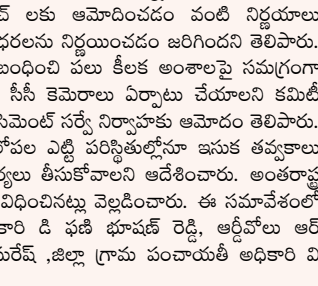 చ్ లకు ఆమోదించడం వంటి నిర్ణయాలు
ధరలను నిర్ణయించడం జరిగిందని తెలిపారు.
బంధించి పలు కీలక అంశాలపై సమగ్రంగా
సీసీ కెమెరాలు ఏర్పాటు చేయాలని కమిటీ
సిమెంట్ సర్వే నిర్వాహకు ఆమోదం తెలిపారు.
లోపల ఎట్టి పరిస్థితుల్లోనూ ఇసుక తవ్వకాలు
ర్యలు తీసుకోవాలని ఆదేశించారు. అంతరాష్ట్ర
విధించినట్లు వెల్లడించారు. ఈ సమావేశంలో
కారి డి ఫణి భూషణ్ రెడ్డి, ఆర్డీవోలు ఆర్
సురేష్ ,జిల్లా గ్రామ పంచాయతీ అధికారి వి